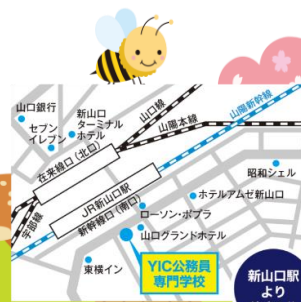 山口銀行
セブン
イレブン
新山口
ターミナル
ホテル
山口線
山陽本線
山陽新幹線
在来線口(北口)
JR新山口駅
新幹線口(南口)
宇部線
昭和シェル
ホテルアムゼ新山口
ローソン・ポプラ
山口グランドホテル
東横イン
YIC公務員
専門学校
新山口駅
より